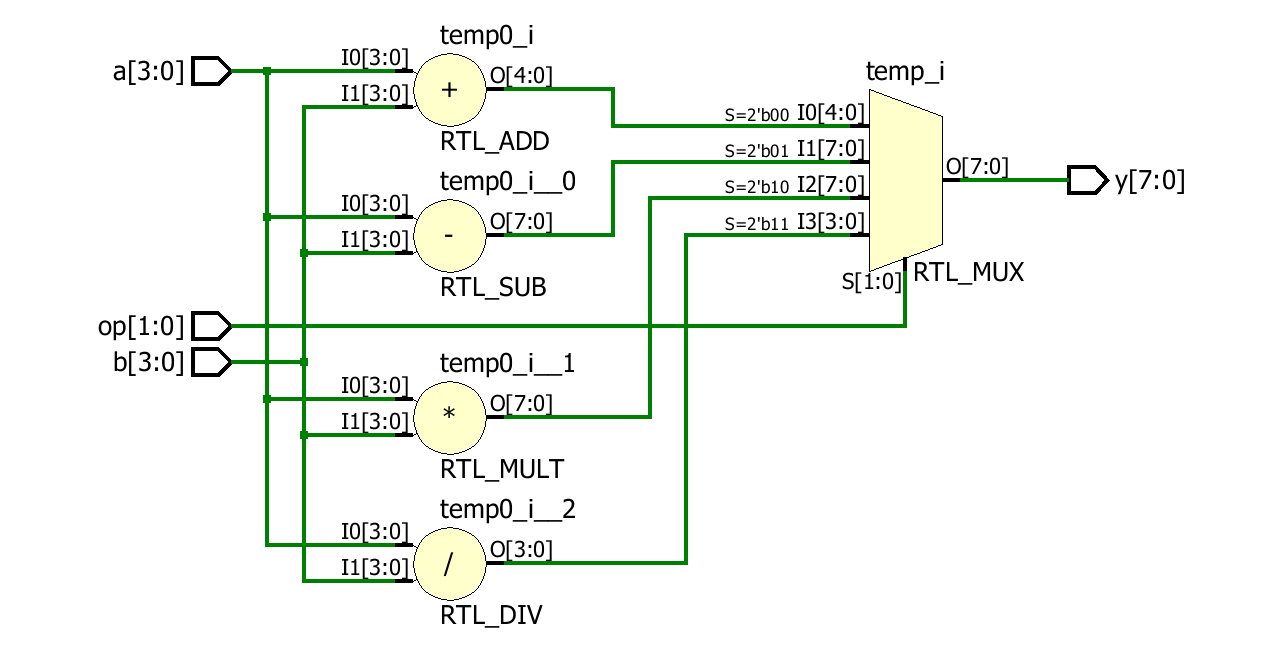 temp0_i
a[3:0]
I0[3:0]
I1[3:0]
+
O[4:0]
RTL_ADD
temp0_i__0
I0[3:0]
I1[3:0]
-
O[7:0]
RTL_SUB
op[1:0]
b[3:0]
temp0_i__1
I0[3:0]
I1[3:0]
*
O[7:0]
RTL_MULT
temp0_i__2
I0[3:0]
I1[3:0]
/
O[3:0]
RTL_DIV
temp_i
S=2'b00 I0[4:0]
S=2'b01 I1[7:0]
S=2'b10 I2[7:0]
S=2'b11 I3[3:0]
S[1:0]
RTL_MUX
O[7:0]
y[7:0]